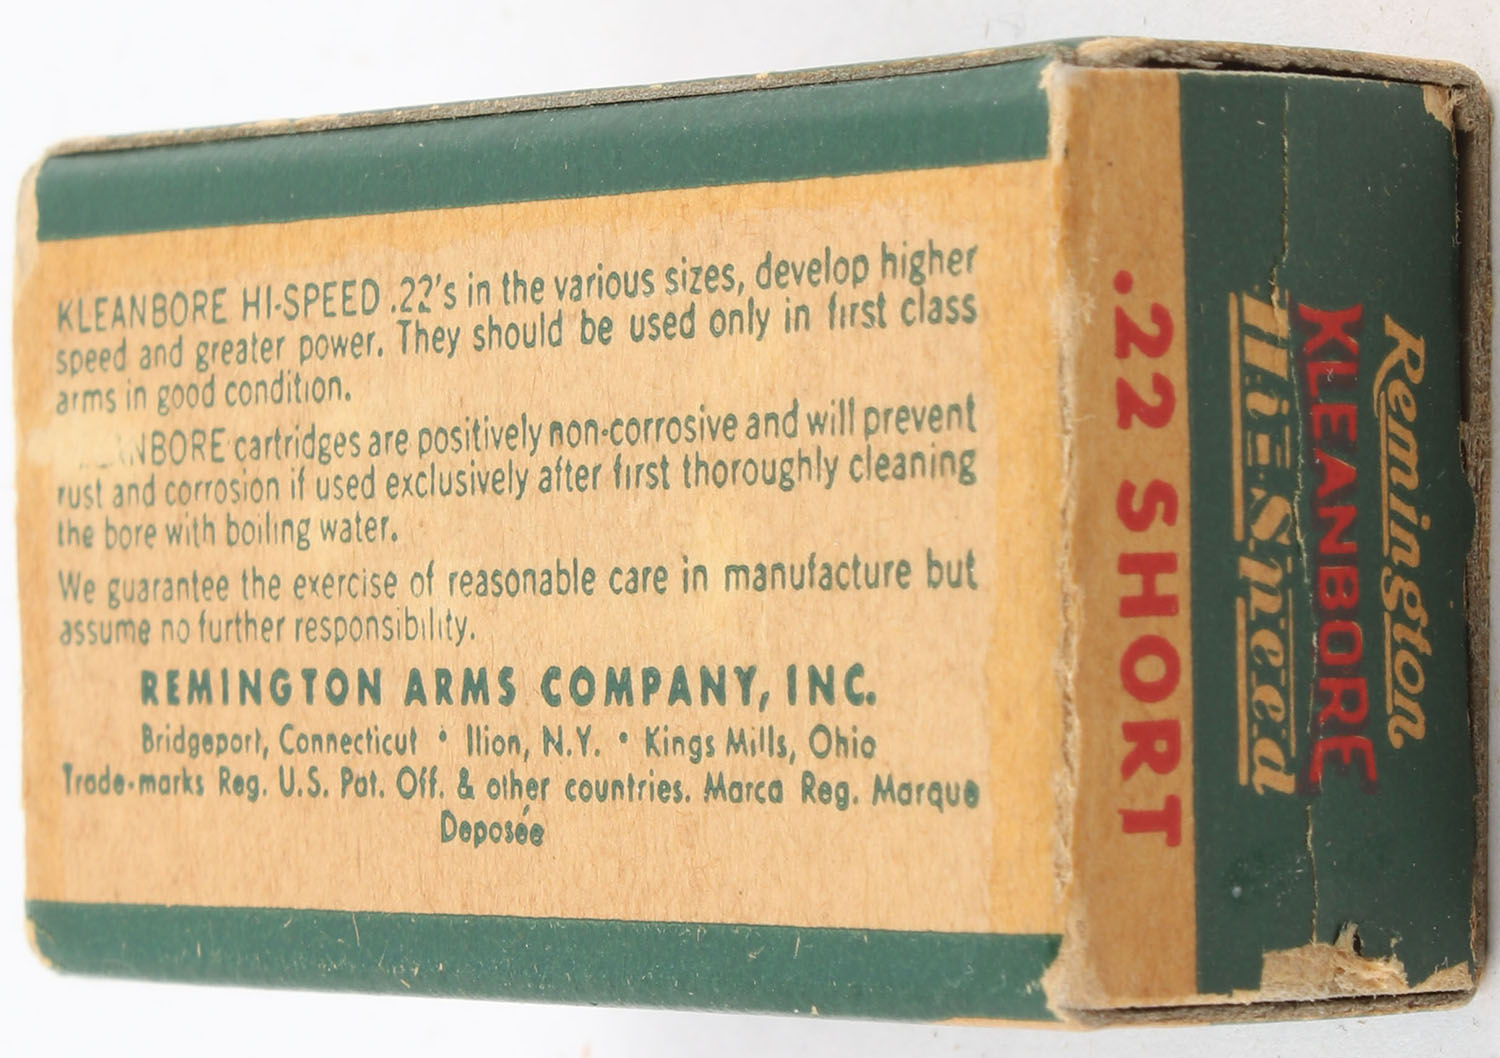 KLEANBORE HI-SPEED .22's in the various sizes, develop higher
speed and greater power. They should be used only in first class
arms in good condition.
KLEANBORE cartridges are positively non-corrosive and will prevent
rust and corrosion if used exclusively after first thoroughly cleaning
the bore with boiling water.
We guarantee the exercise of reasonable care in manufacture but
assume no further responsibility.
REMINGTON ARMS COMPANY, INC.
Bridgeport, Connecticut • Ilion, N.Y. • Kings Mills, Ohio
Trade-marks Reg. U.S. Pat. Off. & other countries. Marca Reg. Marque
Deposée
Remington
KLEANBORE
Hi-Speed
.22 SHORT